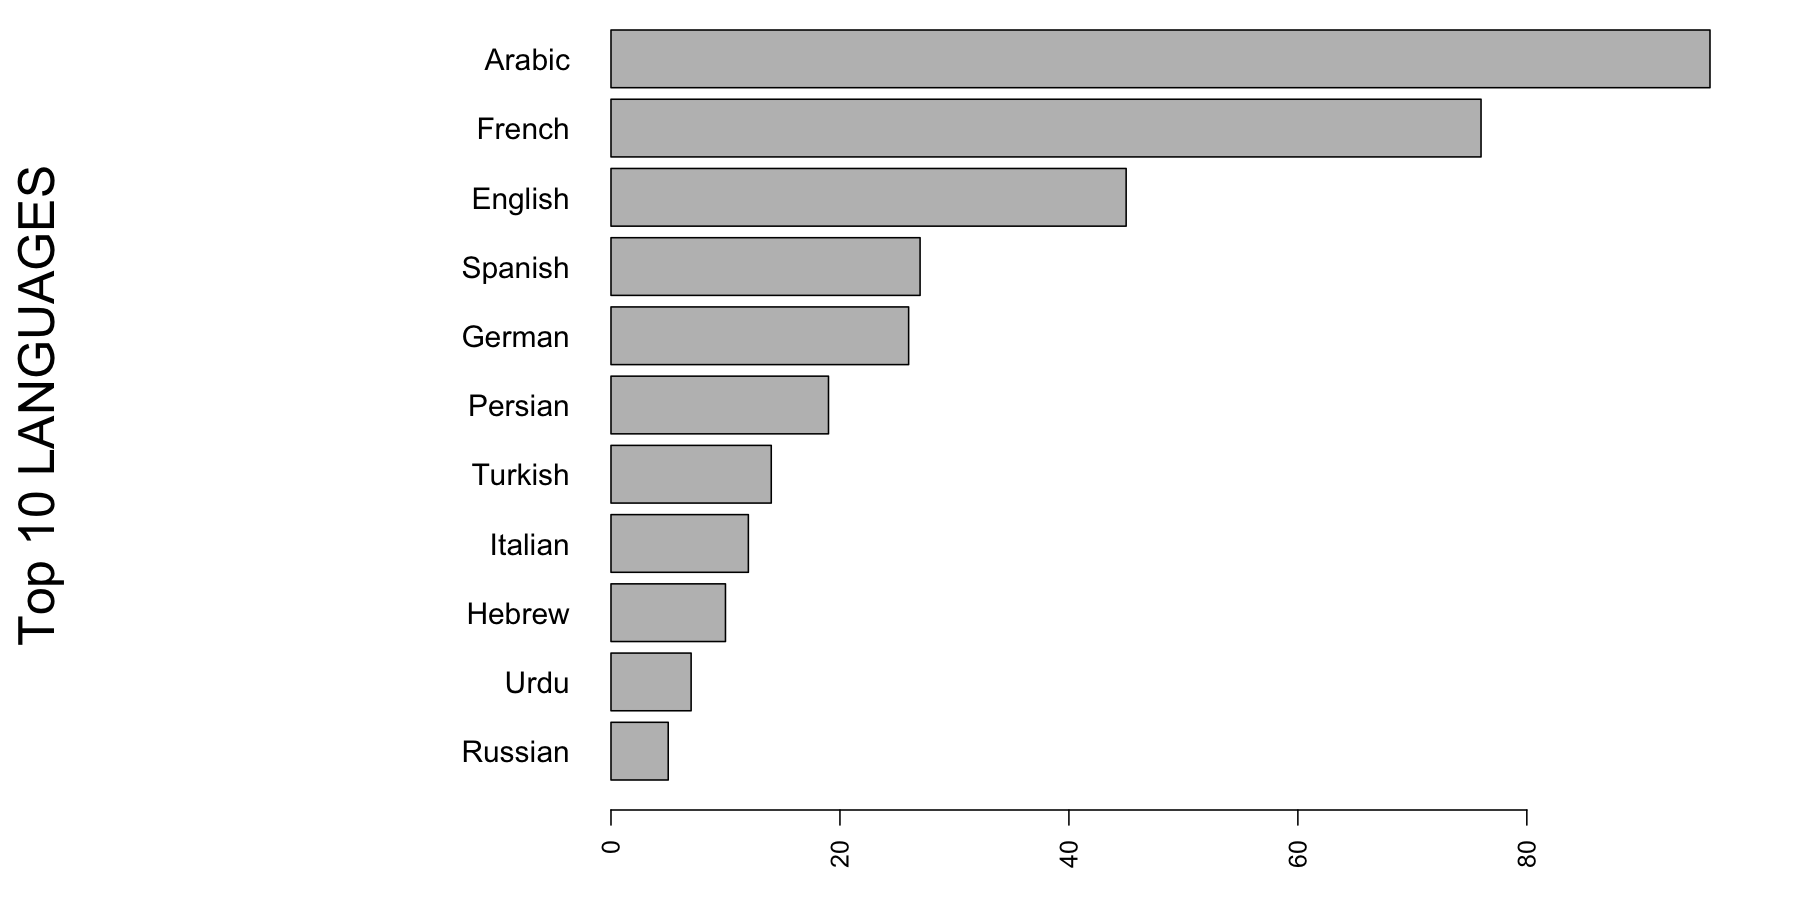 Top 10 LANGUAGES
Arabic
French
English
Spanish
German
Persian
Turkish
Italian
Hebrew
Urdu
Russian
0 20 40 60 80